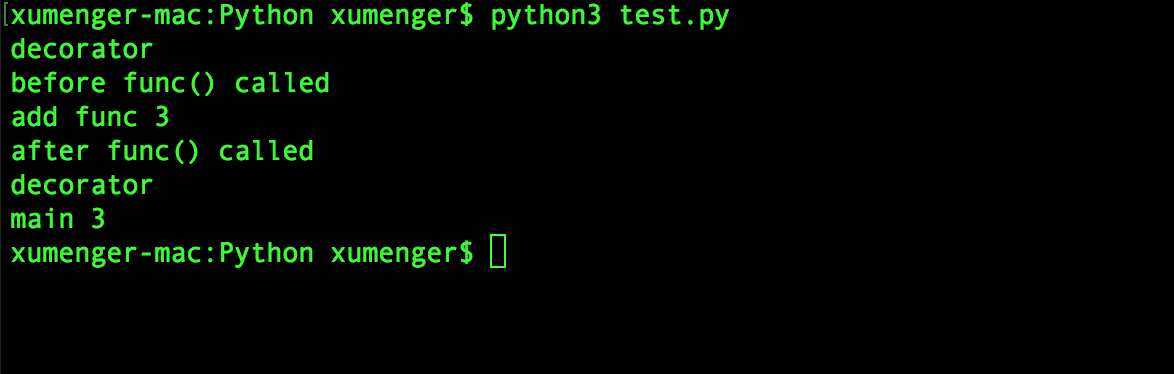 [xumenger-mac:Python xumenger$ python3 test.py
decorator
before func() called
add func 3
after func() called
decorator
main 3
xumenger-mac:Python xumenger$